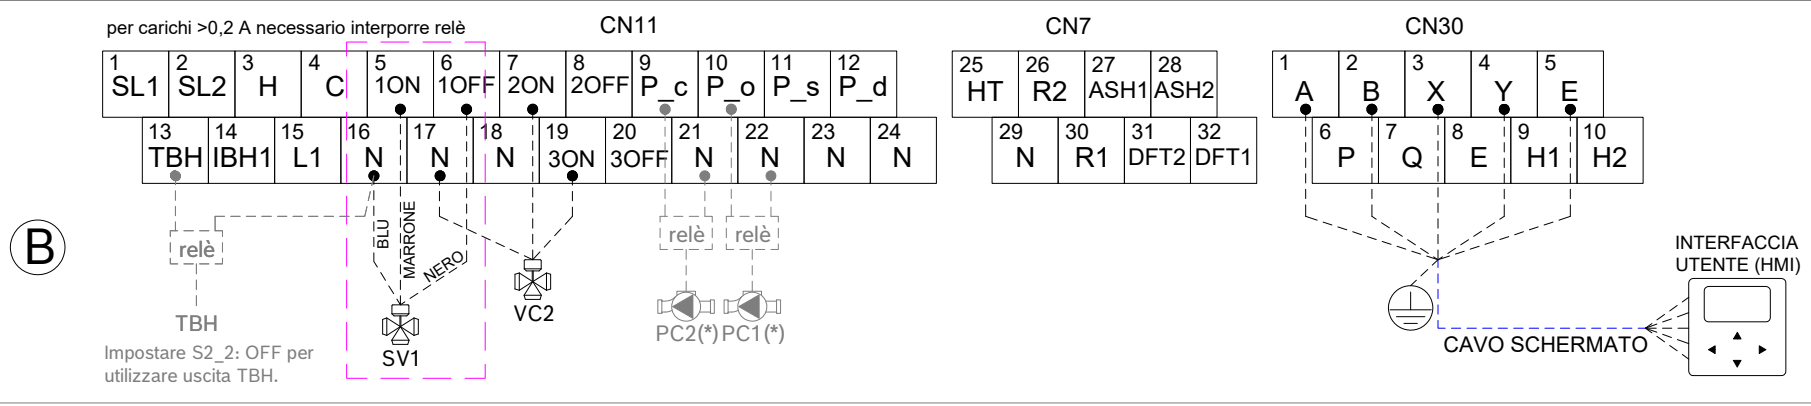 per carichi >0,2 A necessario interporre relè
CN11
CN7
CN30
1 2 3 4 5 6 7 8 9 10 11 12
SL1 SL2 H C 1ON 1OFF 2ON 2OFF P_c P_o P_s P_d
13 14 15 16 17 18 19 20 21 22 23 24
TBH IBH1 L1 N N N 3ON 3OFF N N N N
25 26 27 28
HT R2 ASH1 ASH2
29 30 31 32
N R1 DFT2 DFT1
1 2 3 4 5
A B X Y E
6 7 8 9 10
P Q E H1 H2
B
relè
TBH
Impostare S2_2: OFF per
utilizzare uscita TBH.
BLU
MARRONE
NERO
SV1
VC2
relè
relè
PC2(*)
PC1(*)
CAVO SCHERMATO
INTERFACCIA
UTENTE (HMI)